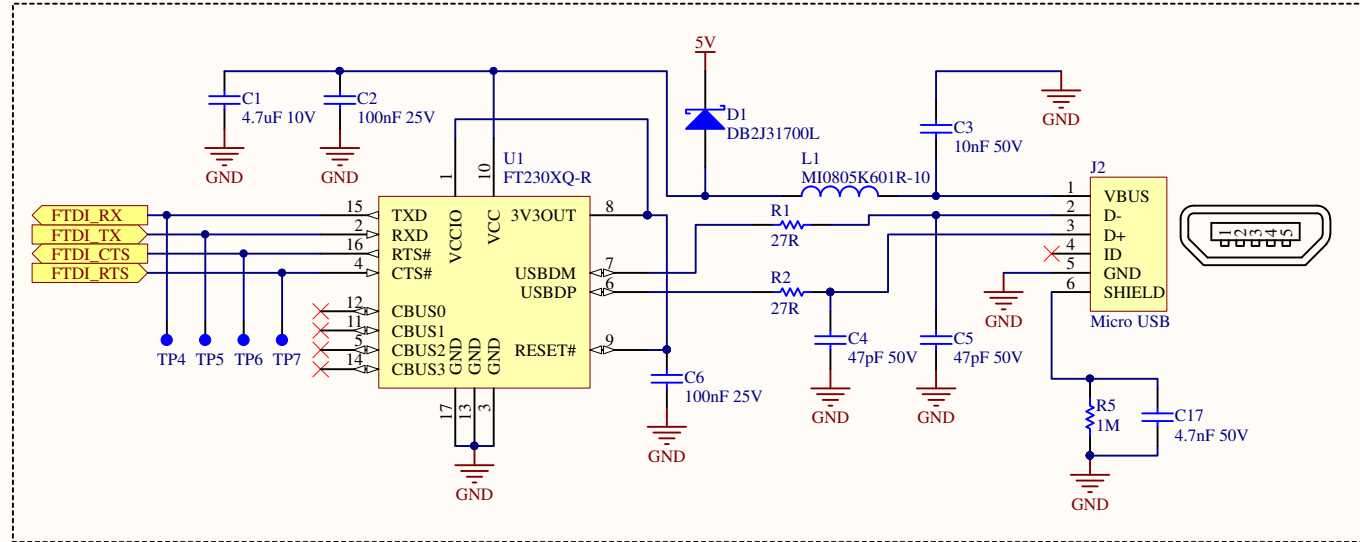 5V
C1
4.7uF 10V
C2
100nF 25V
GND
GND
D1
DB2J31700L
C3
10nF 50V
GND
L1
MI0805K601R-10
U1
FT230XQ-R
1
10
VCCIO
VCC
FTDI_RX
FTDI_TX
FTDI_CTS
FTDI_RTS
15
2
16
4
TXD
RXD
RTS#
CTS#
12
11
5
14
CBUS0
CBUS1
CBUS2
CBUS3
3V3OUT
USBDM
USBDP
RESET#
8
7
6
9
GND
GND
GND
17
13
3
GND
TP4
TP5
TP6
TP7
R1
27R
R2
27R
C4
47pF 50V
GND
C5
47pF 50V
GND
C6
100nF 25V
GND
J2
1
2
3
4
5
6
VBUS
D-
D+
ID
GND
SHIELD
Micro USB
GND
1
2
3
4
5
R5
1M
C17
4.7nF 50V
GND